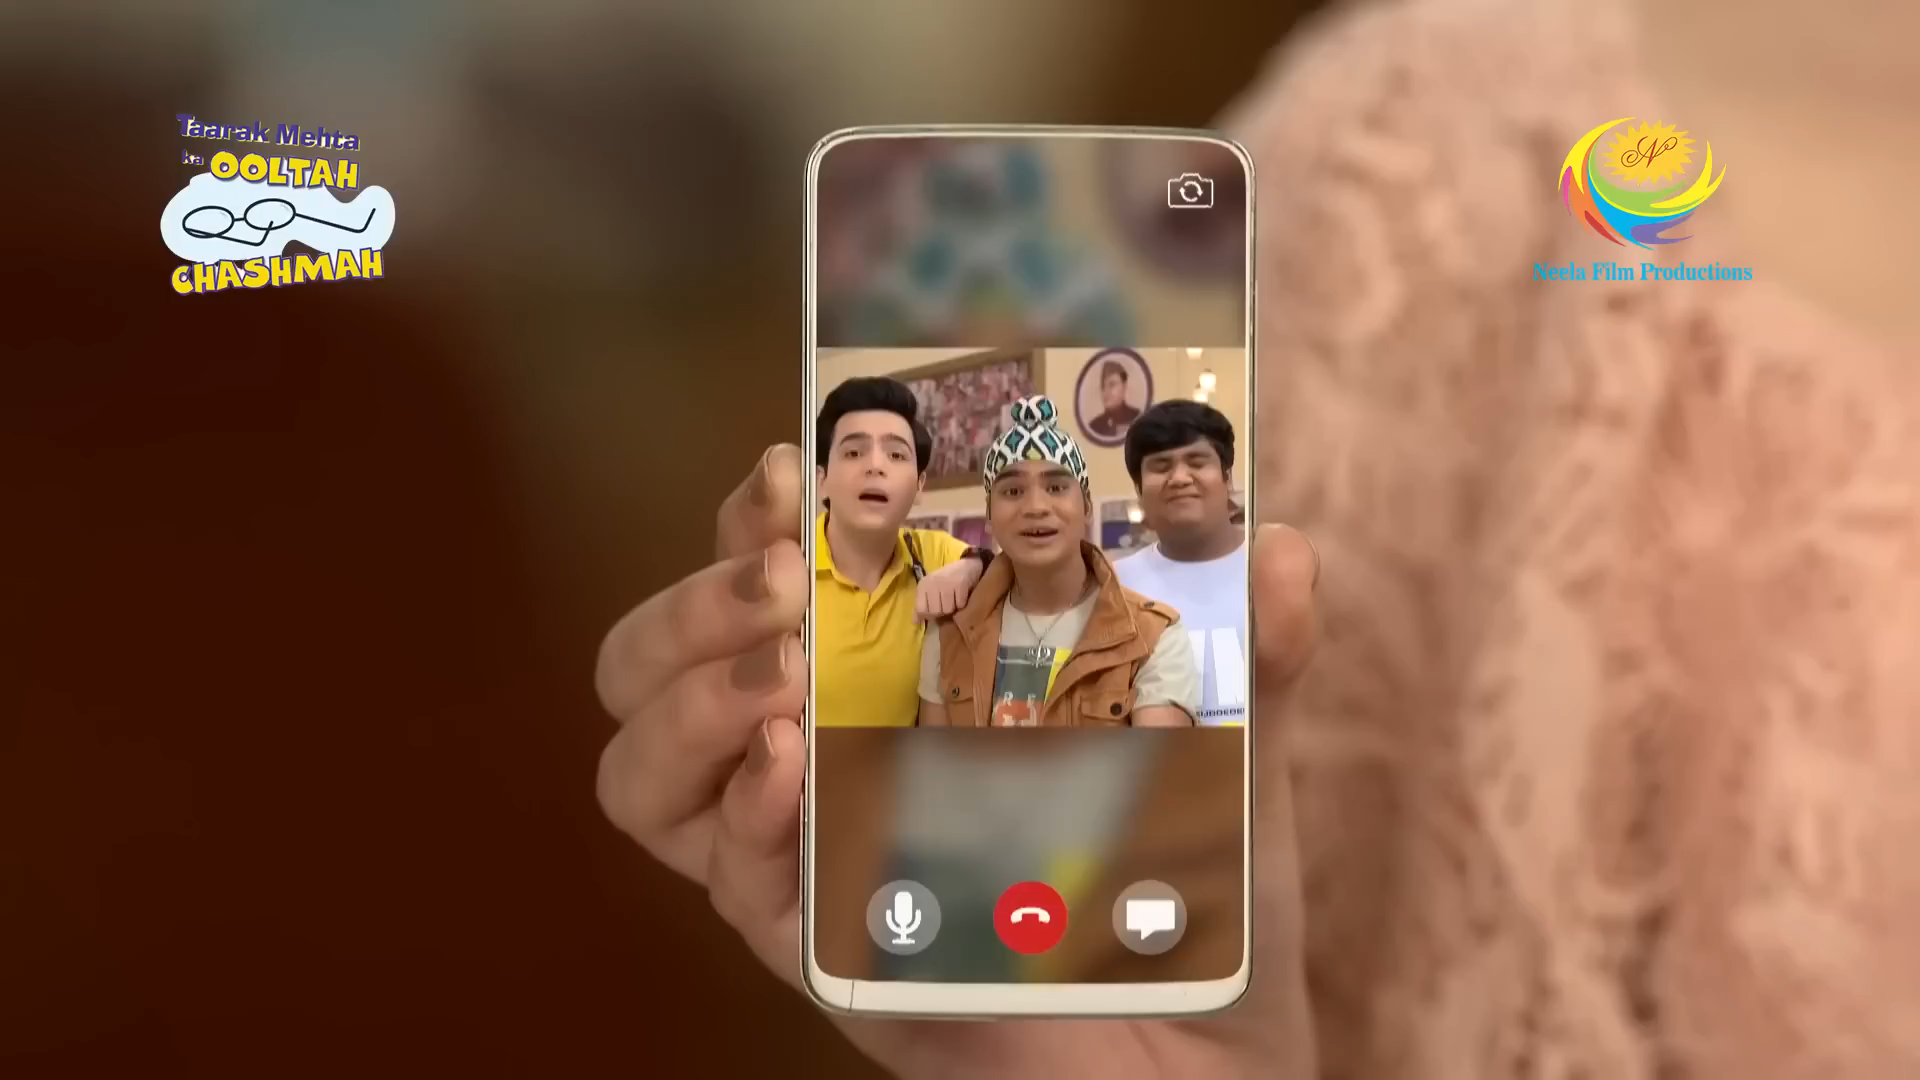 Taarak Mehta
ka OOLTAH
CHASHMAH
N
Neela Film Productions